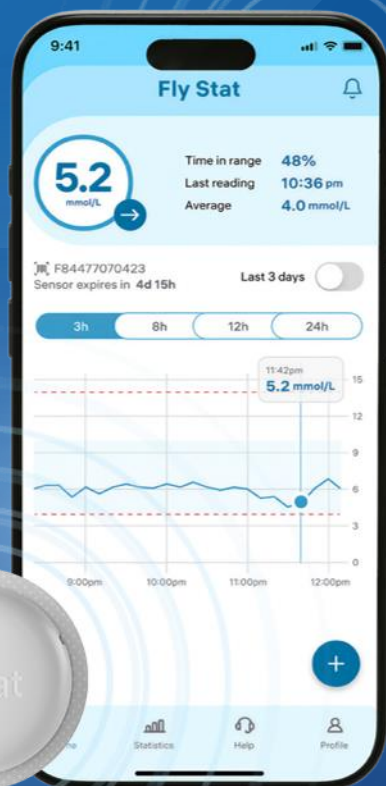 9:41
Fly Stat
5.2
mmol/L
Time in range 48%
Last reading 10:36 pm
Average 4.0 mmol/L
F84477070423
Sensor expires in 4d 15h
Last 3 days
3h 8h 12h 24h
11:42pm
5.2 mmol/L
15
12
9
6
3
0
9:00pm 10:00pm 11:00pm 12:00pm
+
Statistics Help Profile